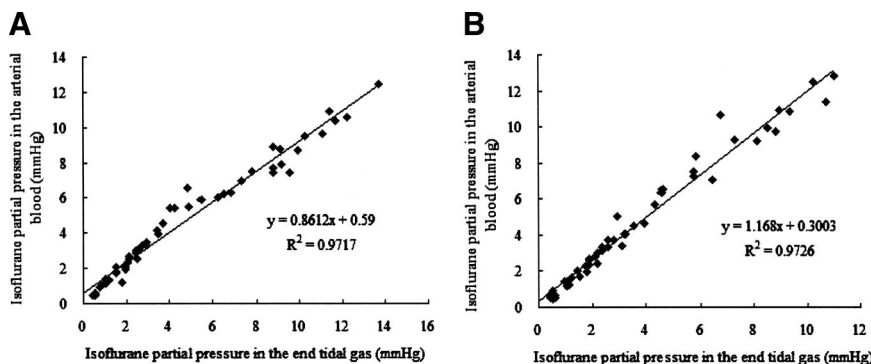 A
Isoflurane partial pressure in the arterial
blood (mmHg)
14
12
10
8
6
4
2
0
y = 0.8612x + 0.59
R² = 0.9717
0 2 4 6 8 10 12 14 16
Isoflurane partial pressure in the end tidal gas (mmHg)
B
Isoflurane partial pressure in the arterial
blood (mmHg)
14
12
10
8
6
4
2
0
y = 1.168x + 0.3003
R² = 0.9726
0 2 4 6 8 10 12
Isoflurane partial pressure in the end tidal gas (mmHg)